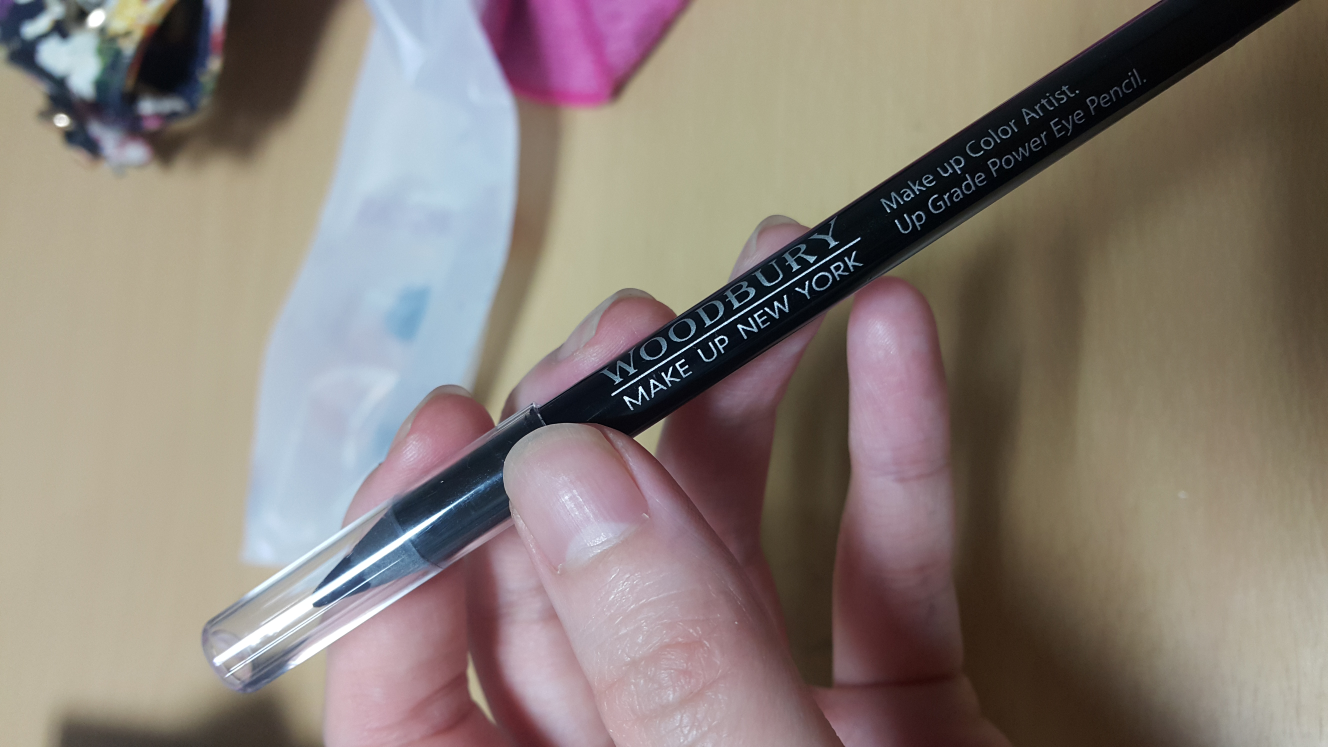 WOODBURY
MAKE UP NEW YORK
Make up Color Artist.
Up Grade Power Eye Pencil.